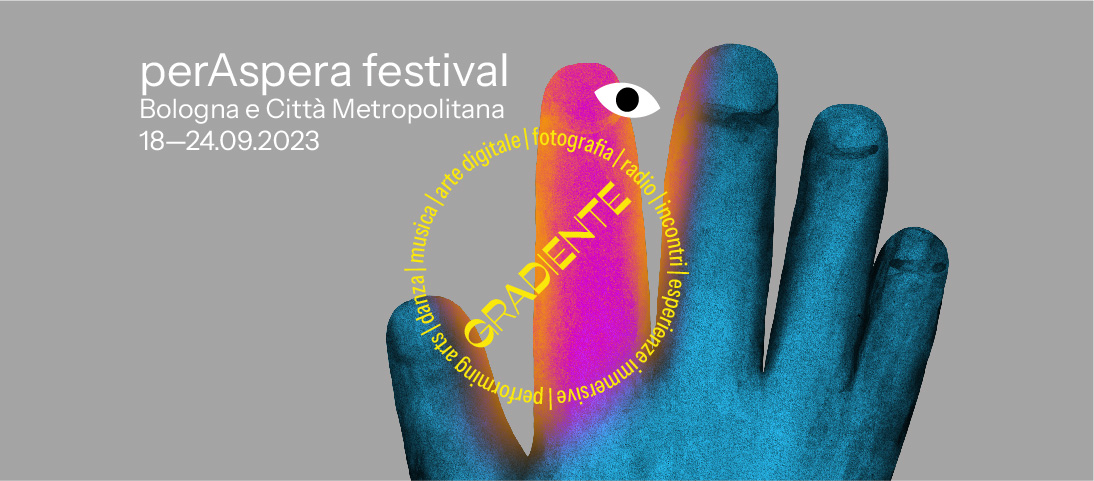 perAspera festival
Bologna e Città Metropolitana
18—24.09.2023
GRADIENTE
performing arts | danza | musica | arte digitale | fotografia | radio | incontri | esperienze immersive |